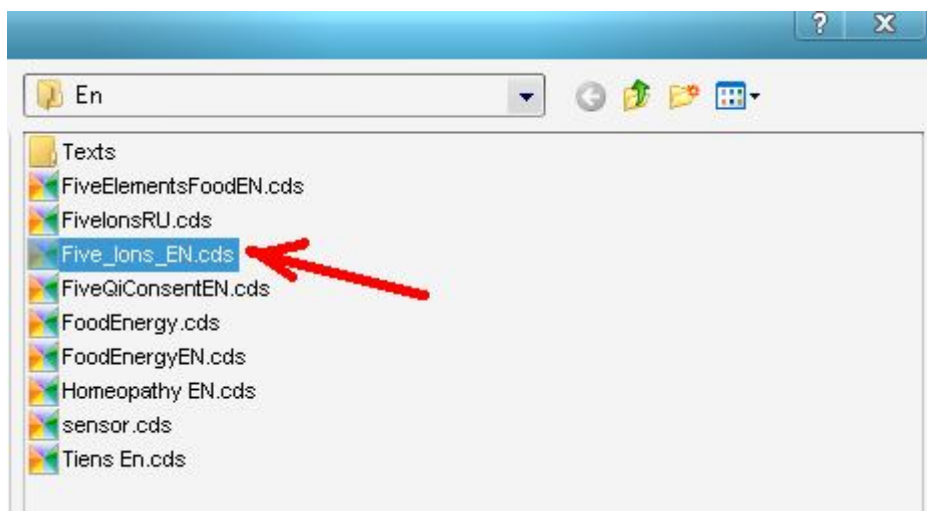 ?
X
En
Texts
FiveElementsFoodEN.cds
FiveIonsRU.cds
Five_Ions_EN.cds
FiveQiConsentEN.cds
FoodEnergy.cds
FoodEnergyEN.cds
Homeopathy EN.cds
sensor.cds
Tiens En.cds